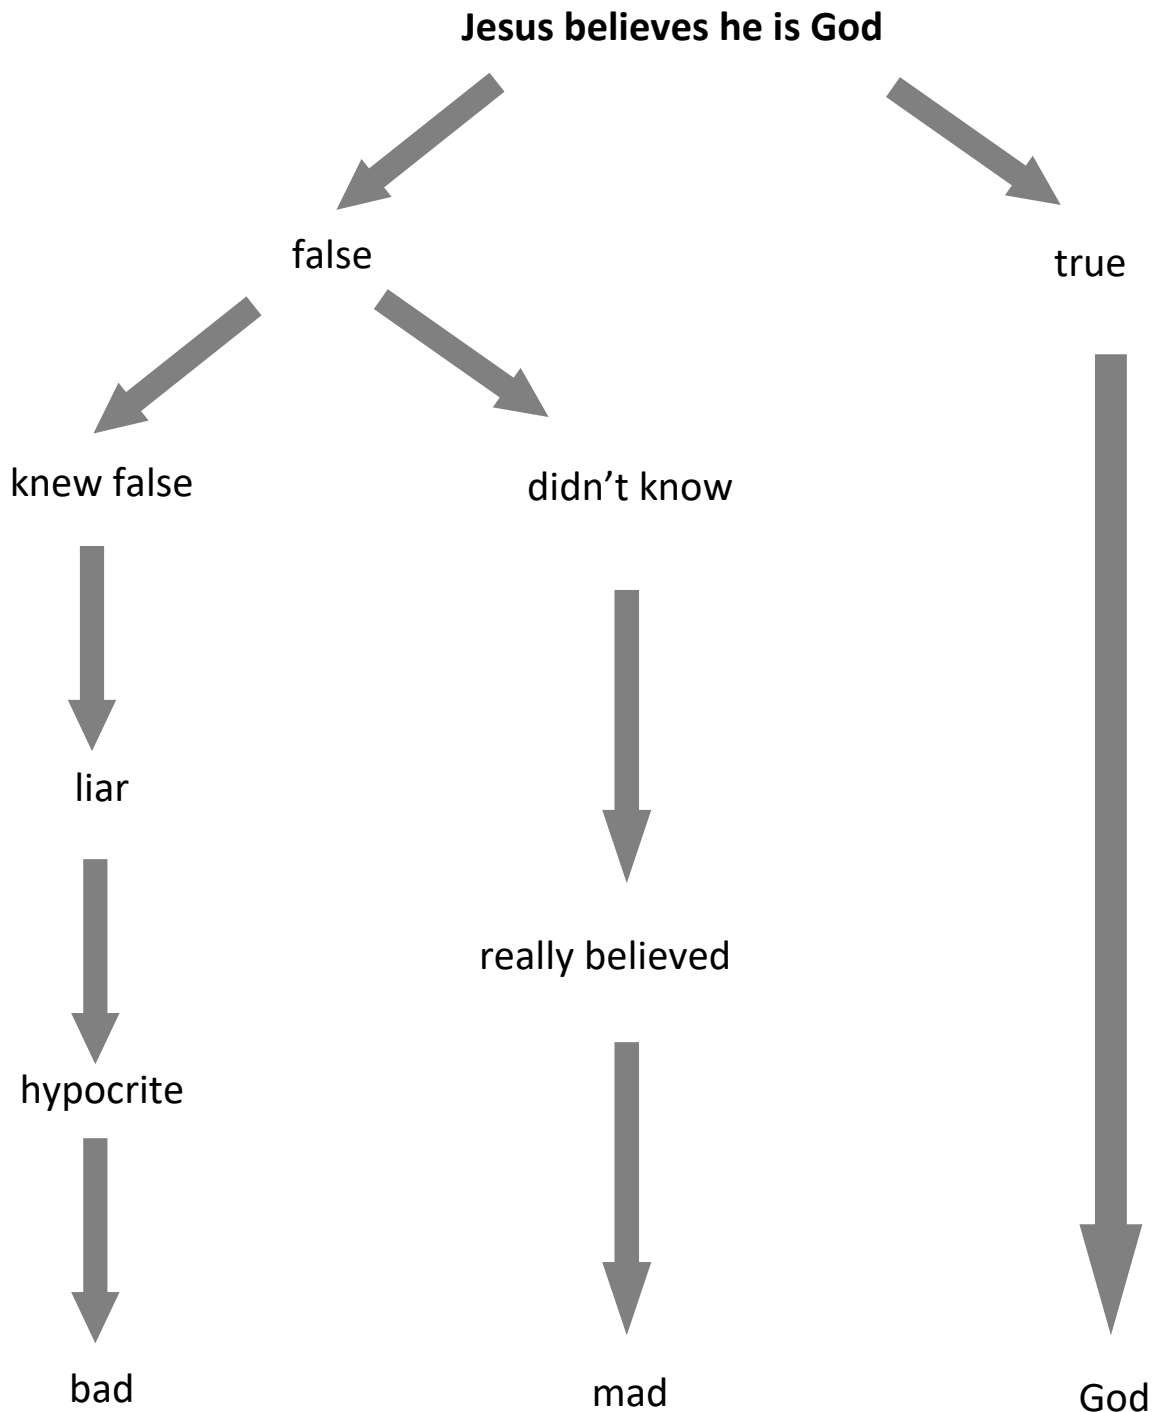 Jesus believes he is God
false
true
knew false
didn’t know
liar
really believed
hypocrite
bad
mad
God